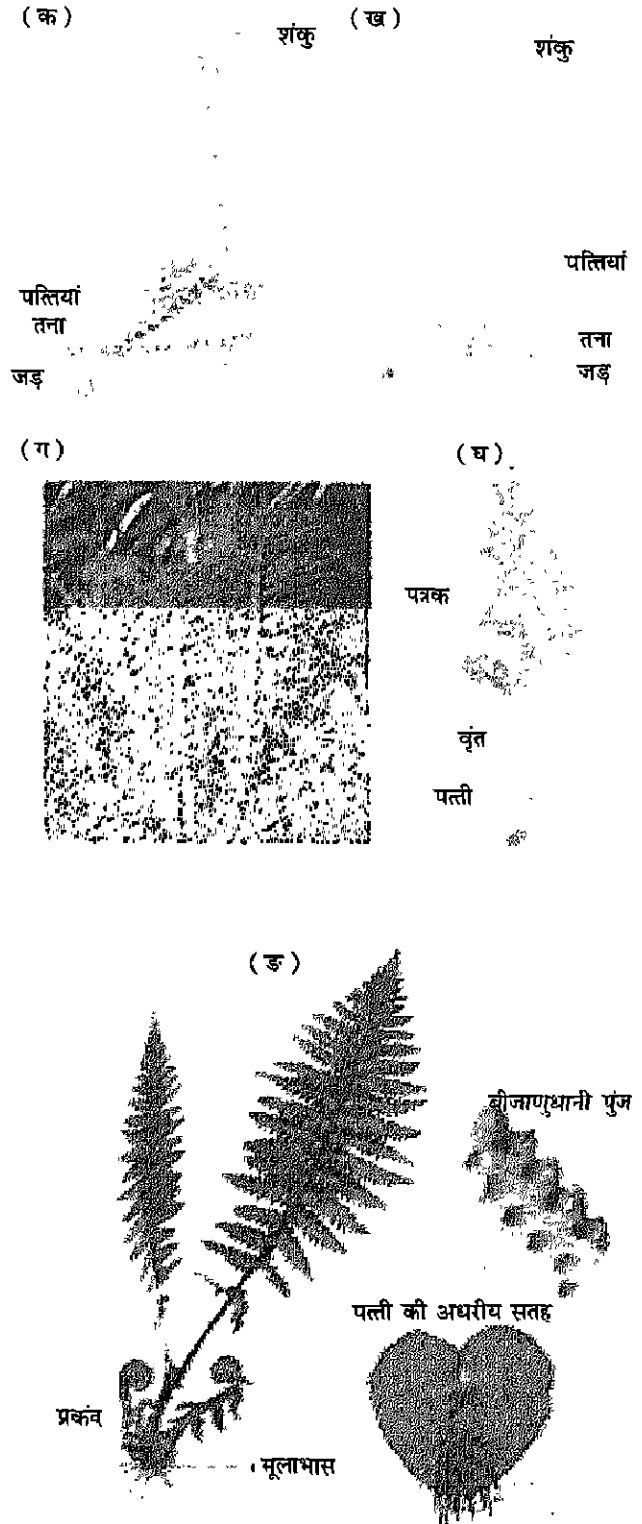 (क)
शंकु
पत्तियां
तना
जड़
(ख)
शंकु
पत्तियां
तना
जड़
(ग)
(घ)
पत्रक
वृंत
पत्ती
(ङ)
बीजाणुधानी पुंज
पत्ती की अधरीय सतह
प्रकंव
मूलाभास